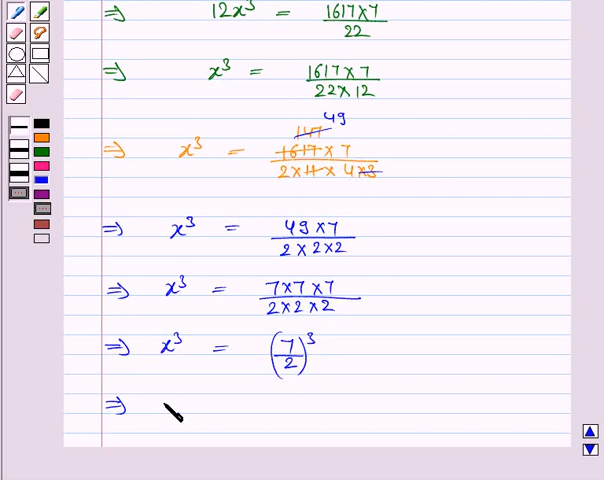 ⇒ 12x³ = 1617×7 / 22
⇒ x³ = 1617×7 / 22×12
49
147
⇒ x³ = 1617×7 / 2×11×4×3
⇒ x³ = 49×7 / 2×2×2
⇒ x³ = 7×7×7 / 2×2×2
⇒ x³ = (7/2)³
⇒